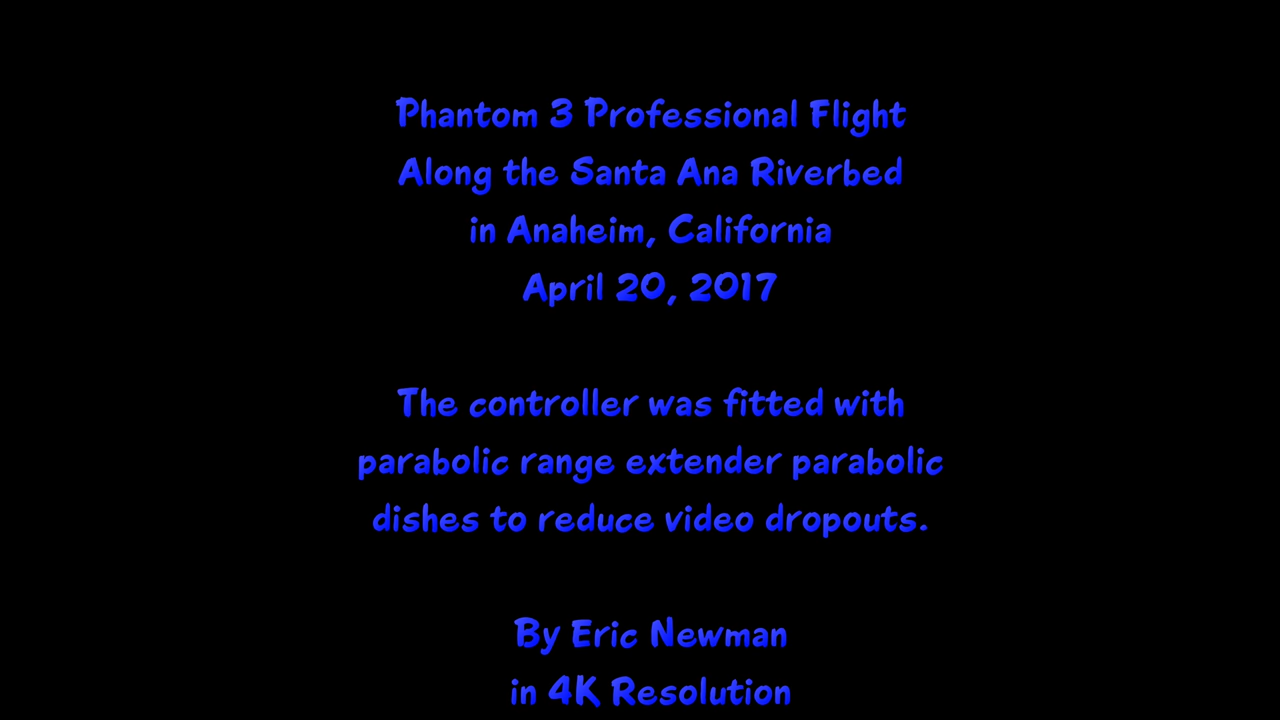 Phantom 3 Professional Flight
Along the Santa Ana Riverbed
in Anaheim, California
April 20, 2017
The controller was fitted with
parabolic range extender parabolic
dishes to reduce video dropouts.
By Eric Newman
in 4K Resolution